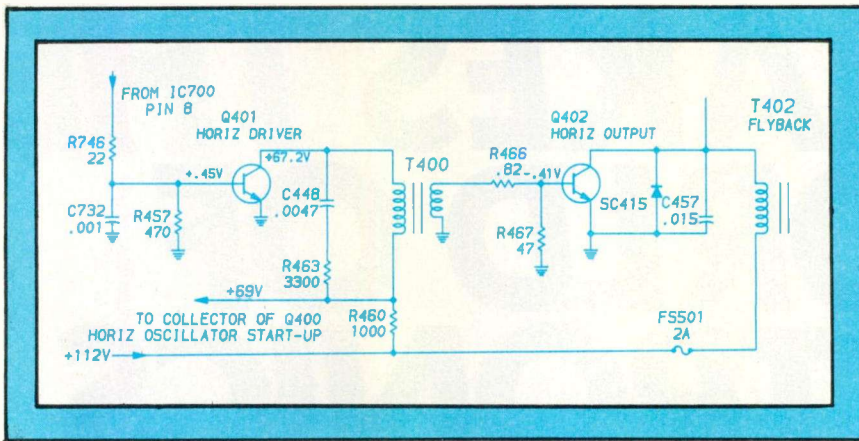 FROM IC700
PIN 8
R746
22
C732
.001
R457
470
+.45V
Q401
HORIZ DRIVER
+67.2V
C448
.0047
R463
3300
T400
R466
.82
-.41V
Q402
HORIZ OUTPUT
R467
47
SC415
C457
.015
T402
FLYBACK
+69V
TO COLLECTOR OF Q400
HORIZ OSCILLATOR START-UP
R460
1000
+112V
FS501
2A